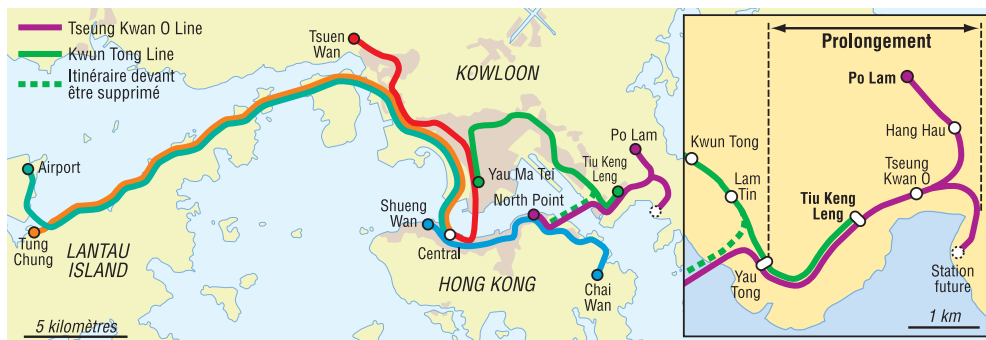 Tseung Kwan O Line
Kwun Tong Line
Itinéraire devant
être supprimé
Tsuen
Wan
KOWLOON
Airport
Tung
Chung
LANTAU
ISLAND
Shueng
Wan
Central
Yau Ma Tei
North Point
Tiu Keng
Leng
Po Lam
HONG KONG
Chai
Wan
5 kilomètres
Prolongement
Po Lam
Hang Hau
Kwun Tong
Tseung
Kwan O
Lam
Tin
Tiu Keng
Leng
Yau
Tong
Station
future
1 km